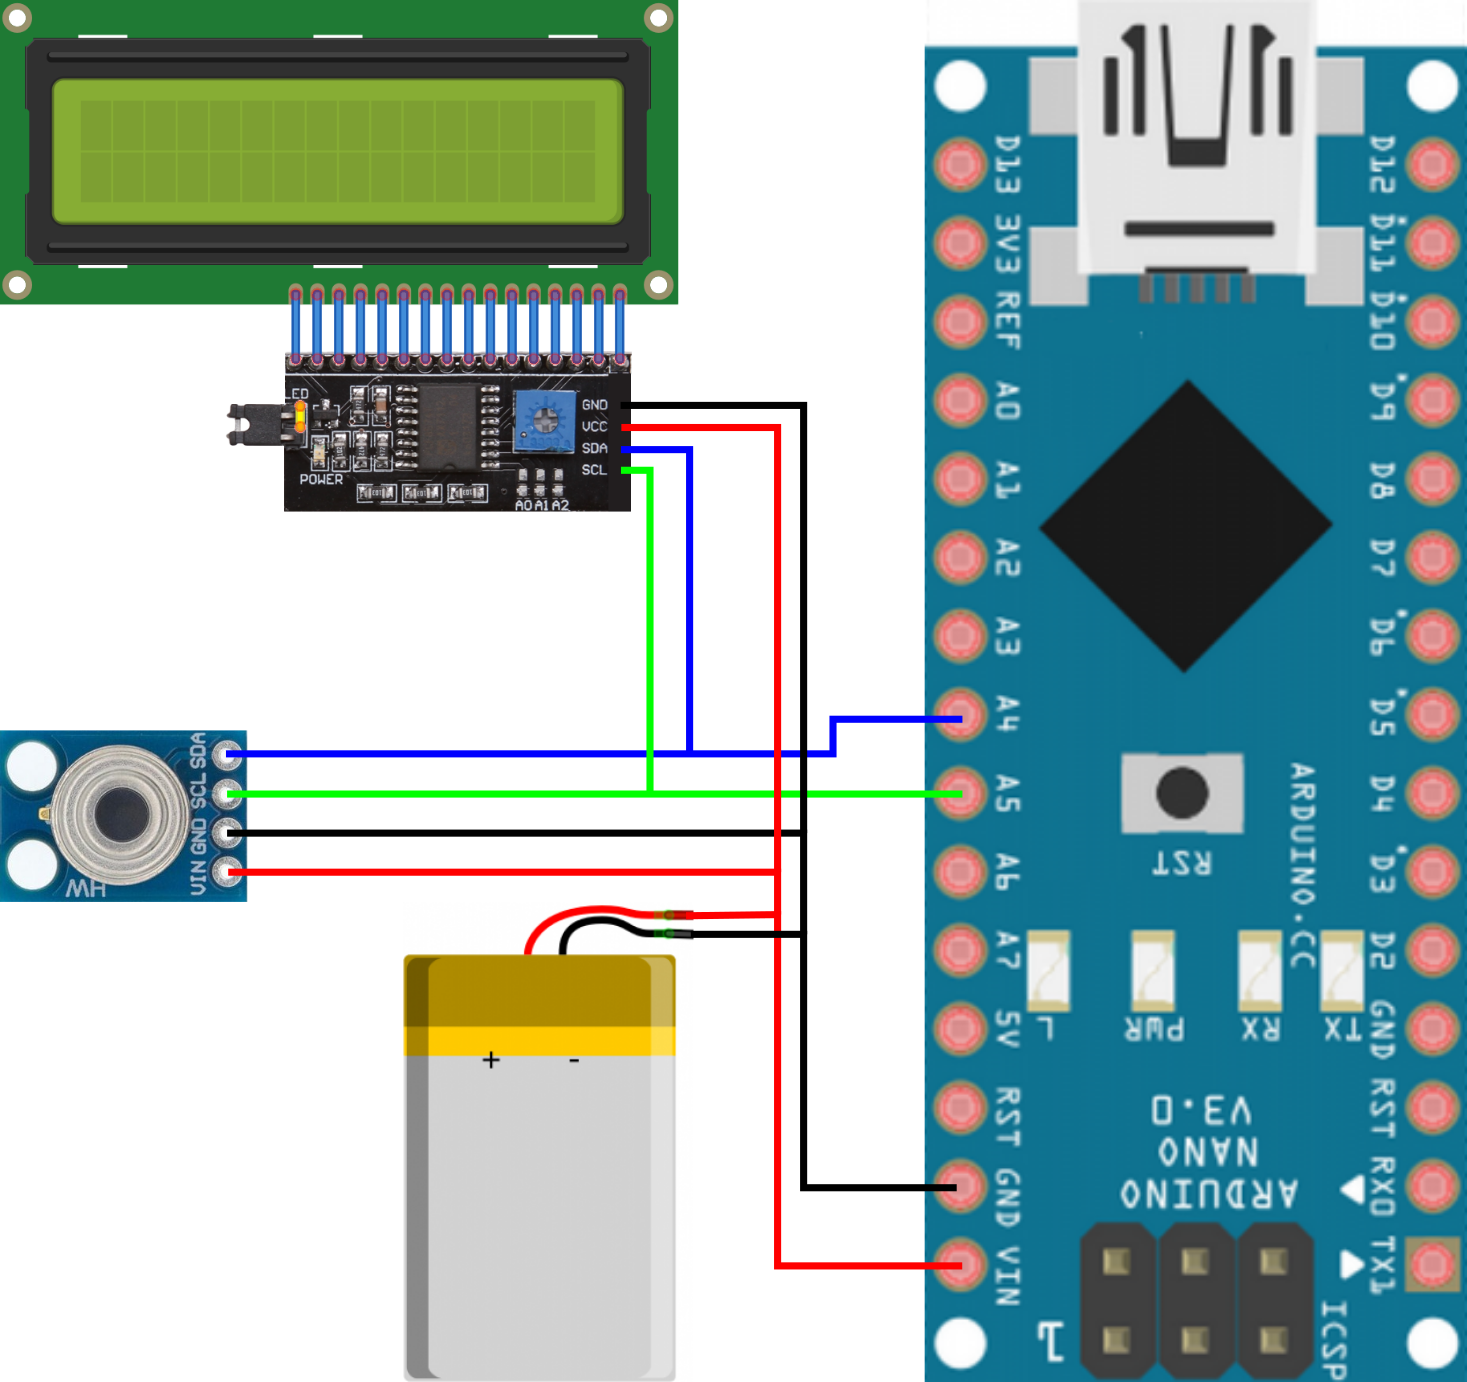 ED
POWER
GND
VCC
SDA
SCL
A0 A1 A2
SDA
SCL
GND
VIN
HW
+ -
D13
3V3
REF
A0
A1
A2
A3
A4
A5
A6
A7
5V
RST
GND
VIN
D12
D11
D10
D9
D8
D7
D6
D5
D4
D3
D2
GND
RST
RX0
TX1
RST
ARDUINO.CC
L
PWR
RX
TX
ARDUINO
NANO
V3.0
1
ICSP